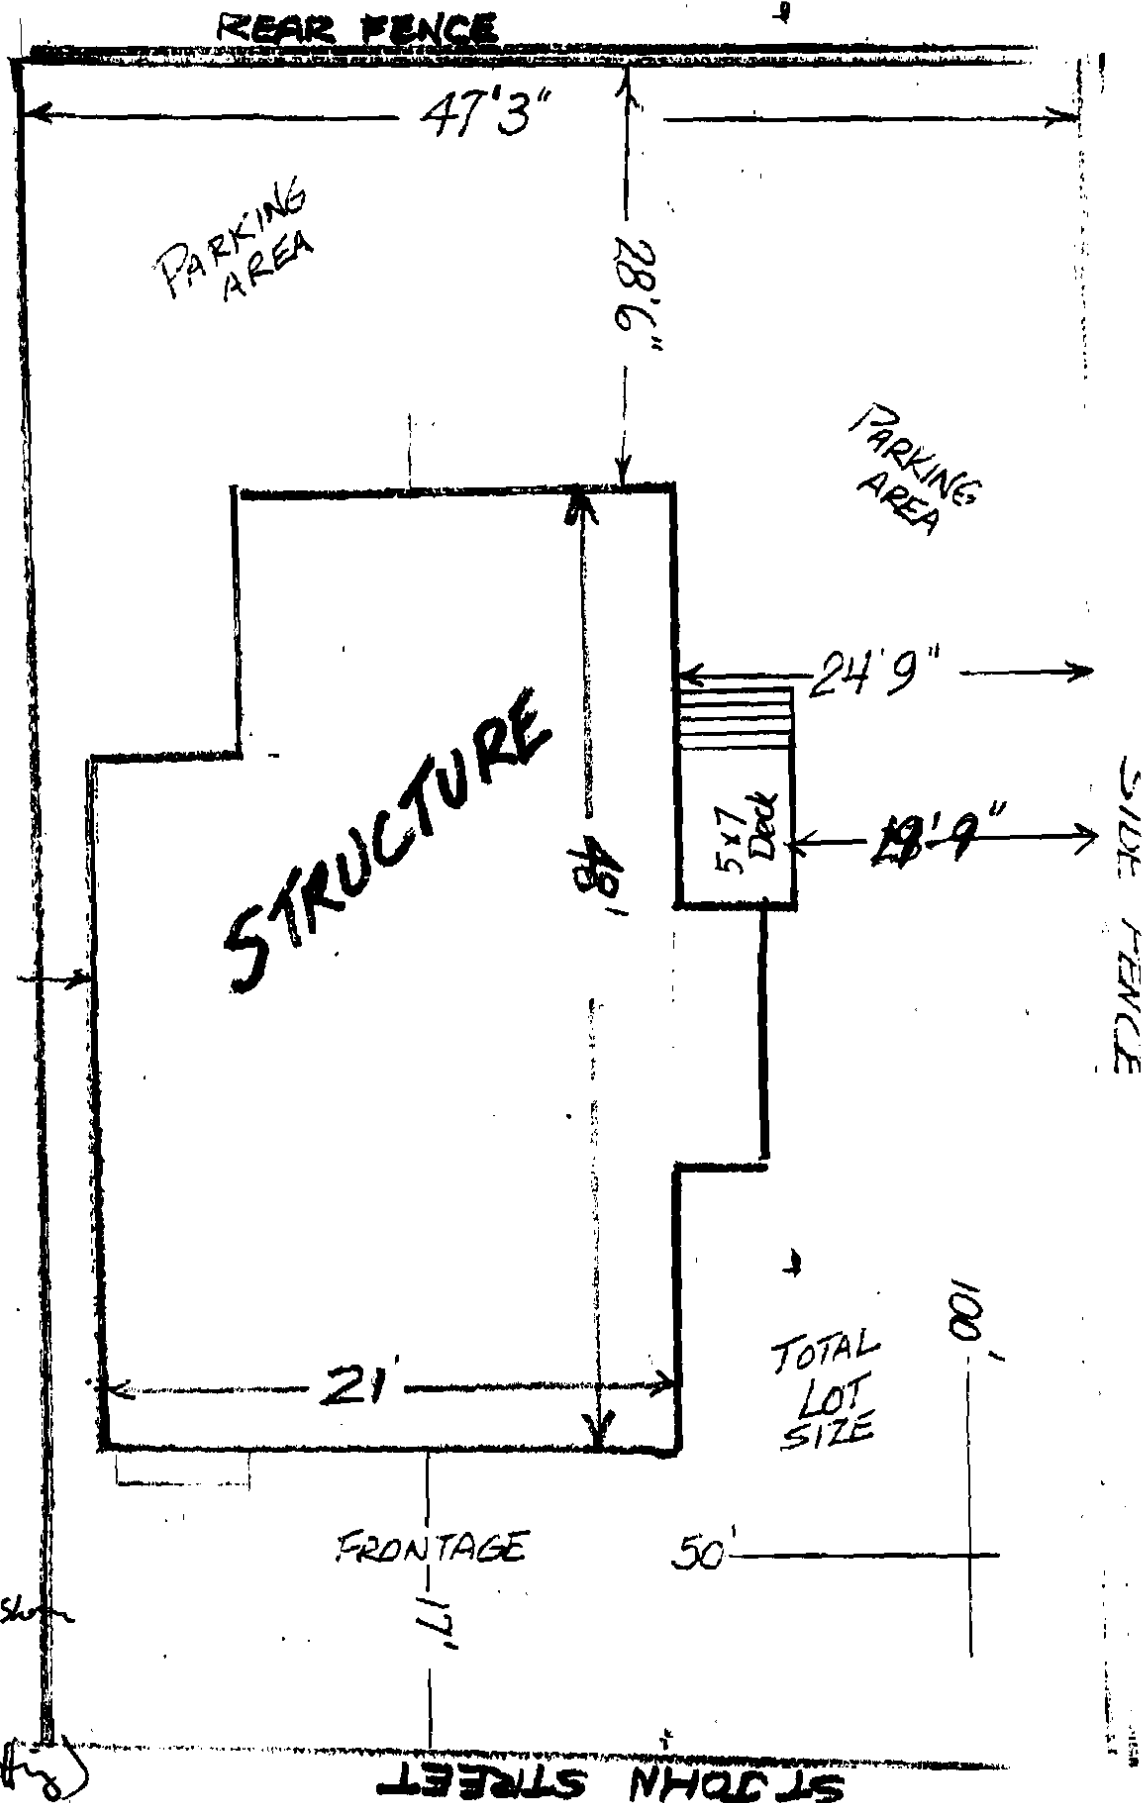 REAR FENCE
47'3"
PARKING
AREA
28'6"
PARKING
AREA
24'9"
STRUCTURE
5x7
Deck
48'
SIDE FENCE
21'
TOTAL
LOT
SIZE
100'
FRONTAGE
50'
17'
ST JOHN STREET